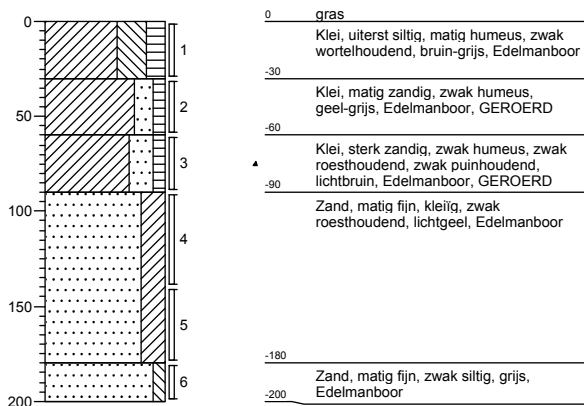 0
50
100
150
200
1
2
3
4
5
6
0 gras
Klei, uiterst siltig, matig humeus, zwak
wortelhoudend, bruin-grijs, Edelmanboor
-30
Klei, matig zandig, zwak humeus,
geel-grijs, Edelmanboor, GEROERD
-60
Klei, sterk zandig, zwak humeus, zwak
roesthoudend, zwak puinhoudend,
lichtbruin, Edelmanboor, GEROERD
-90
Zand, matig fijn, kleiïg, zwak
roesthoudend, lichtgeel, Edelmanboor
-180
Zand, matig fijn, zwak siltig, grijs,
Edelmanboor
-200